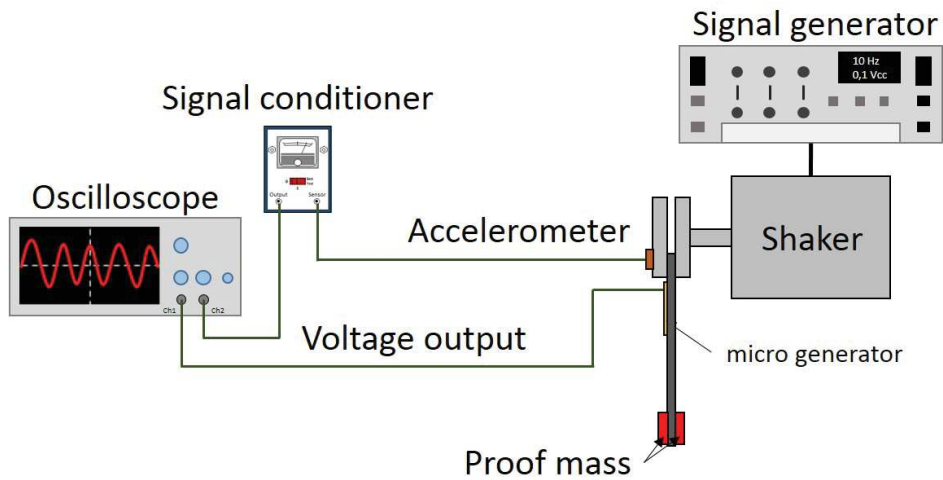 Signal generator
10 Hz
0,1 Vcc
Signal conditioner
Output
Sensor
Oscilloscope
Ch1
Ch2
Accelerometer
Shaker
Voltage output
micro generator
Proof mass